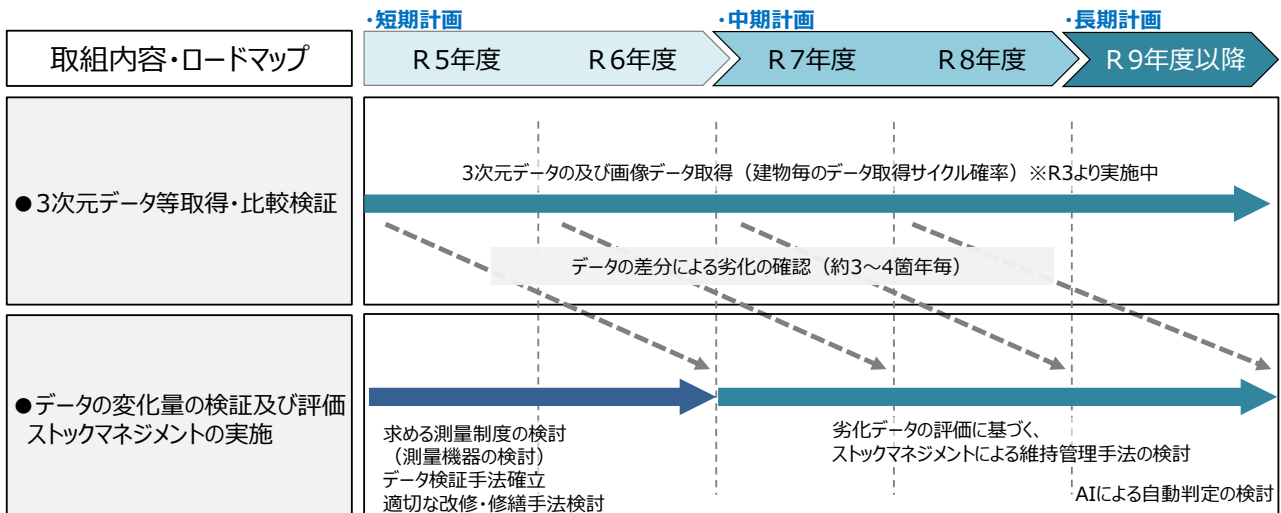 ・短期計画
・中期計画
・長期計画
取組内容・ロードマップ
R5年度
R6年度
R7年度
R8年度
R9年度以降
●3次元データ等取得・比較検証
3次元データの及び画像データ取得（建物毎のデータ取得サイクル確率）※R3より実施中
データの差分による劣化の確認（約3～4箇年毎）
●データの変化量の検証及び評価
ストックマネジメントの実施
求める測量制度の検討
（測量機器の検討）
データ検証手法確立
適切な改修・修繕手法検討
劣化データの評価に基づく、
ストックマネジメントによる維持管理手法の検討
AIによる自動判定の検討